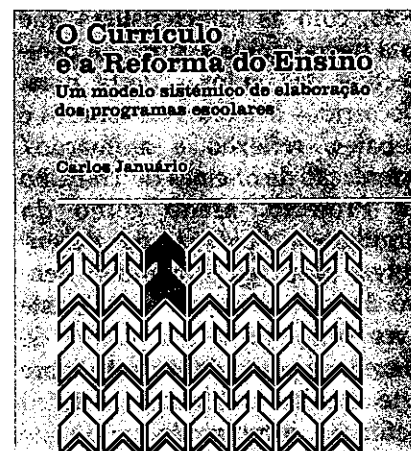 O Currículo
e a Reforma do Ensino
Um modelo sistémico de elaboração
dos programas escolares
Carlos Januário